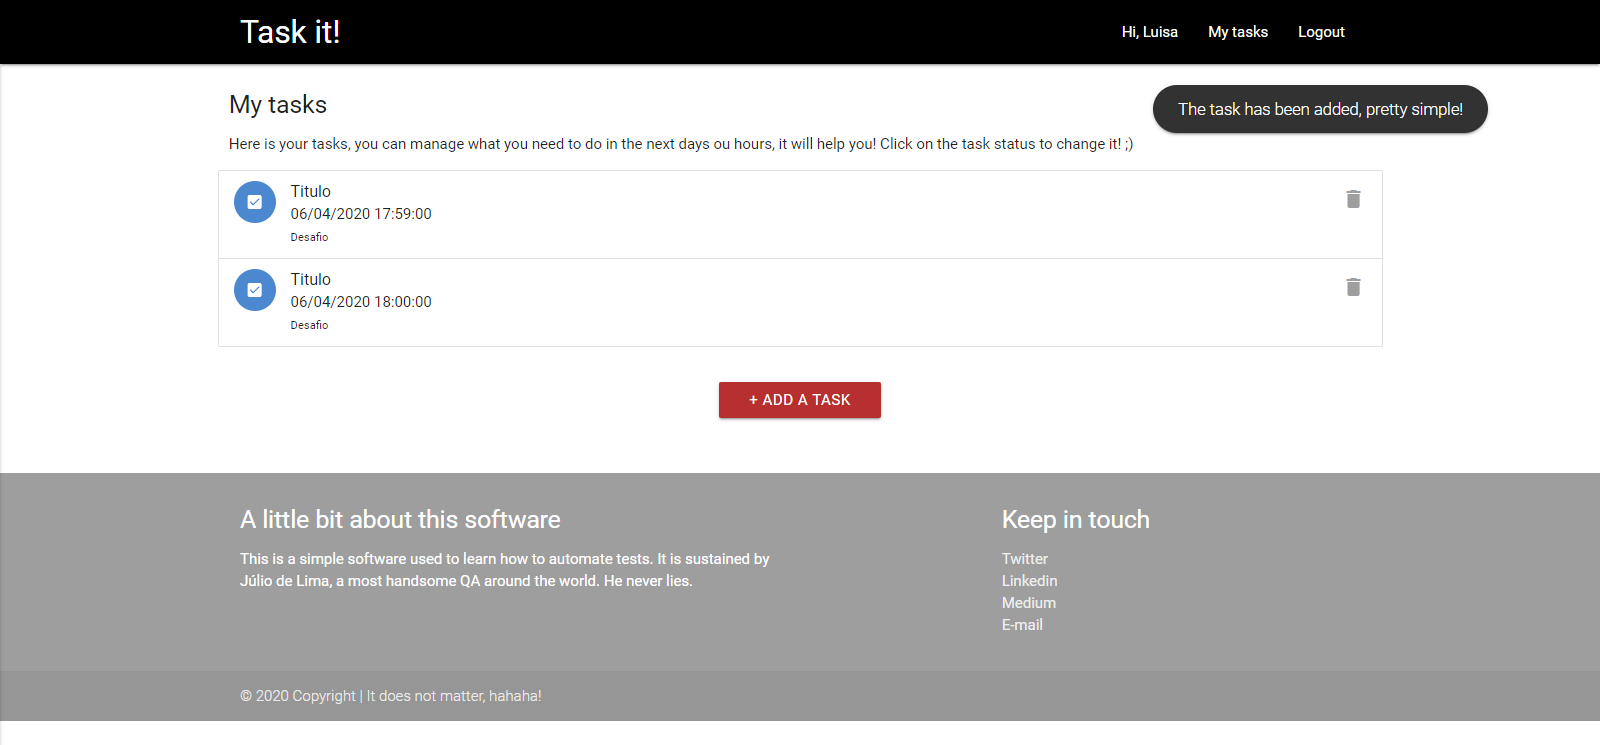 Task it!
Hi, Luisa
My tasks
Logout
My tasks
The task has been added, pretty simple!
Here is your tasks, you can manage what you need to do in the next days ou hours, it will help you! Click on the task status to change it! ;)
Titulo
06/04/2020 17:59:00
Desafio
Titulo
06/04/2020 18:00:00
Desafio
+ ADD A TASK
A little bit about this software
This is a simple software used to learn how to automate tests. It is sustained by
Júlio de Lima, a most handsome QA around the world. He never lies.
Keep in touch
Twitter
Linkedin
Medium
E-mail
© 2020 Copyright | It does not matter, hahaha!